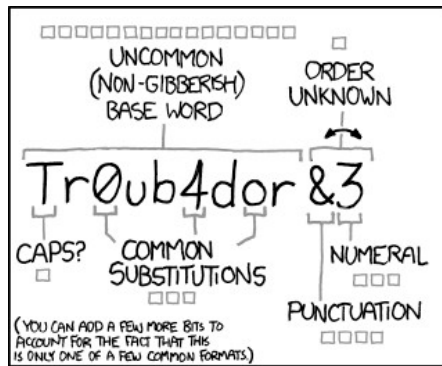 UNCOMMON
(NON-GIBBERISH)
BASE WORD
ORDER
UNKNOWN
Tr0ub4dor &3
CAPS?
COMMON
SUBSTITUTIONS
NUMERAL
PUNCTUATION
(YOU CAN ADD A FEW MORE BITS TO
ACCOUNT FOR THE FACT THAT THIS
IS ONLY ONE OF A FEW COMMON FORMATS.)